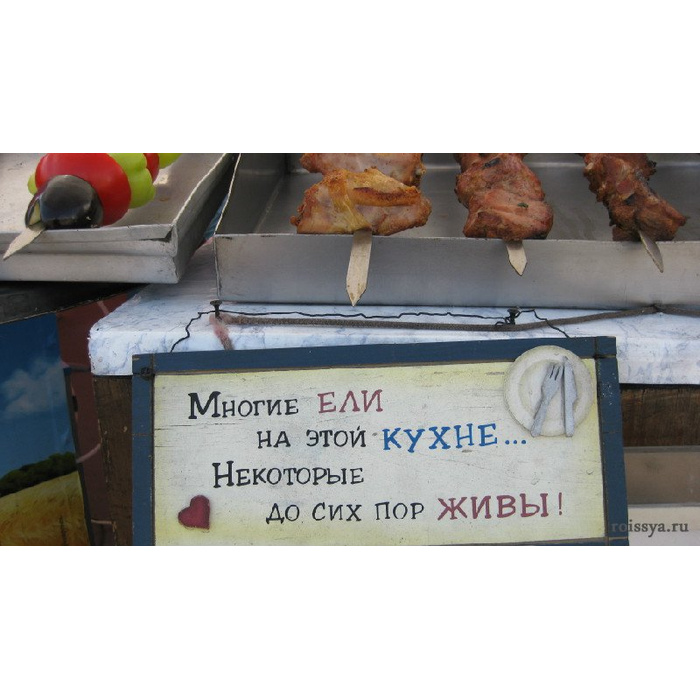 Многие ЕЛИ
на этой КУХНЕ...
Некоторые
до сих пор ЖИВЫ!
roissya.ru